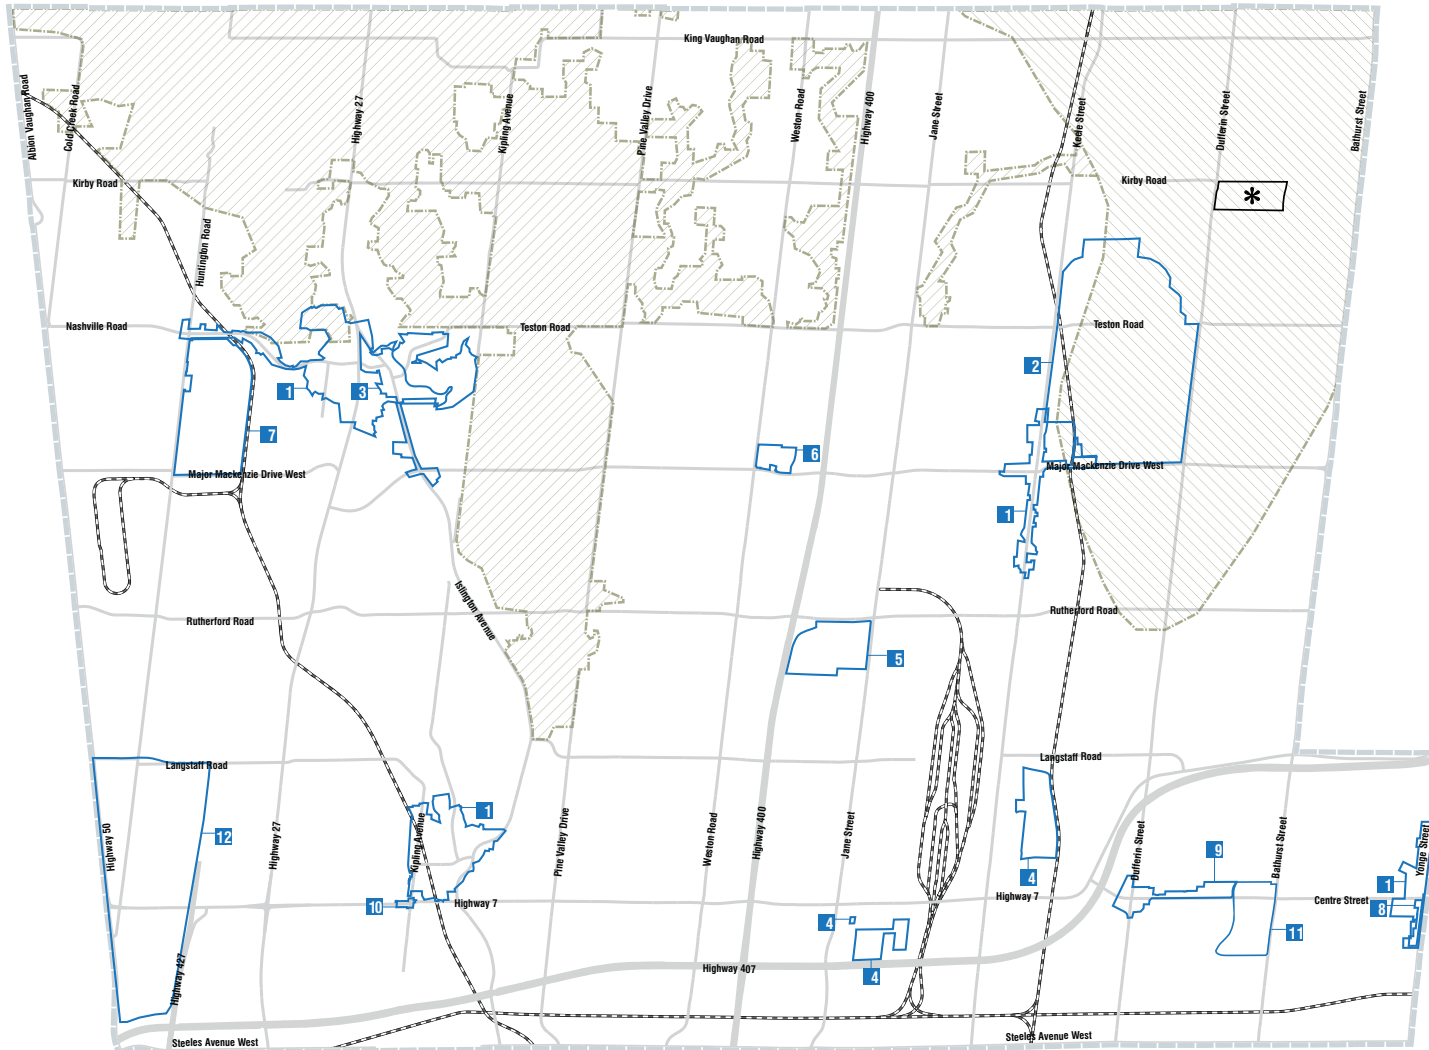 King Vaughan Road
Albion Vaughan Road
Cold Creek Road
Highway 27
Kipling Avenue
Pine Valley Drive
Weston Road
Highway 400
Jane Street
Keele Street
Dufferin Street
Bathurst Street
Kirby Road
Kirby Road
*
Huntington Road
Nashville Road
Teston Road
Teston Road
2
1
3
7
6
Major Mackenzie Drive West
Major Mackenzie Drive West
1
Islington Avenue
Rutherford Road
Rutherford Road
5
Langstaff Road
Langstaff Road
Highway 50
12
Highway 27
Kipling Avenue
1
Pine Valley Drive
Weston Road
Highway 400
Jane Street
4
Dufferin Street
9
Bathurst Street
Yonge Street
1
10
Highway 7
Highway 7
Centre Street
8
4
11
4
Highway 427
Highway 407
Steeles Avenue West
Steeles Avenue West